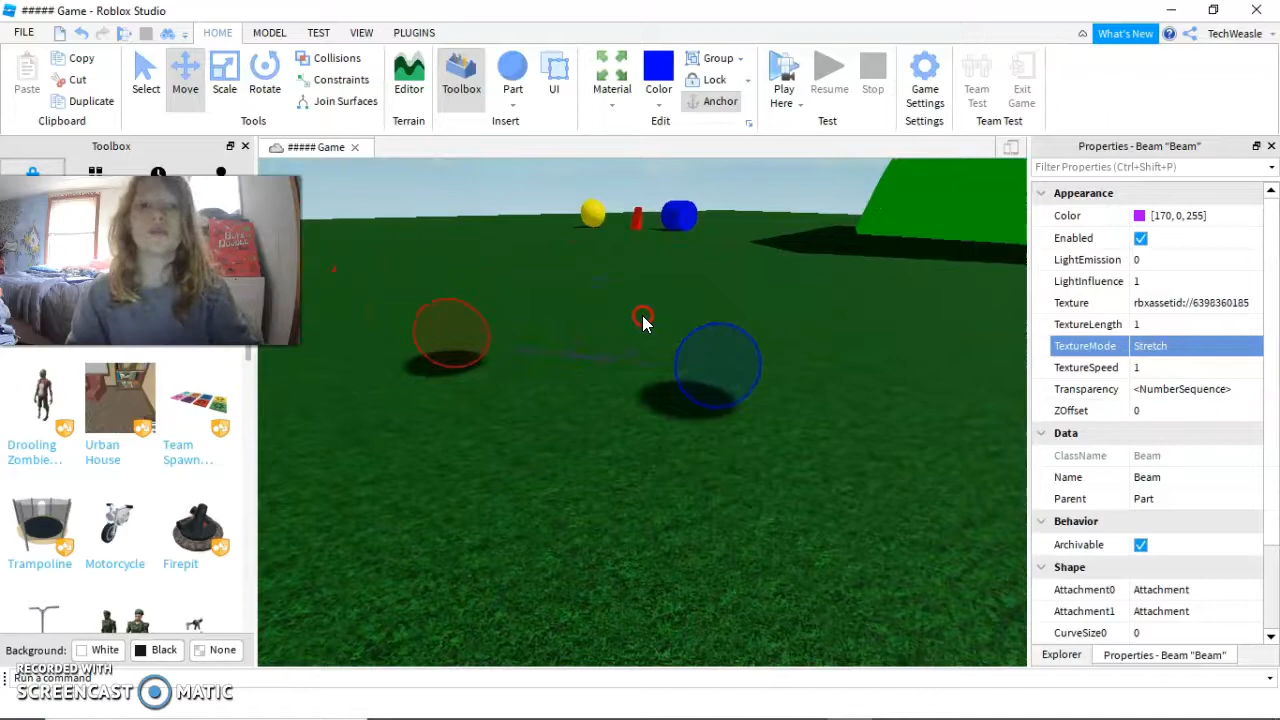 ##### Game - Roblox Studio
FILE HOME MODEL TEST VIEW PLUGINS What's New TechWeasle
Paste Copy Cut Duplicate Select Move Scale Rotate Collisions Constraints Join Surfaces Editor Toolbox Part UI Material Color Group Lock Anchor Play Here Resume Stop Game Settings Team Test Exit Game
Clipboard Tools Terrain Insert Edit Test Settings Team Test
Toolbox
##### Game
Properties - Beam "Beam"
Filter Properties (Ctrl+Shift+P)
Appearance
Color [170, 0, 255]
Enabled
LightEmission 0
LightInfluence 1
Texture rbxassetid://6398360185
TextureLength 1
TextureMode Stretch
TextureSpeed 1
Transparency <NumberSequence>
ZOffset 0
Data
ClassName Beam
Name Beam
Parent Part
Behavior
Archivable
Shape
Attachment0 Attachment
Attachment1 Attachment
CurveSize0 0
Explorer Properties - Beam "Beam"
Drooling Zombie... Urban House Team Spawn...
Trampoline Motorcycle Firepit
Background: White Black None
RECORDED WITH
Run a command
SCREENCAST MATIC